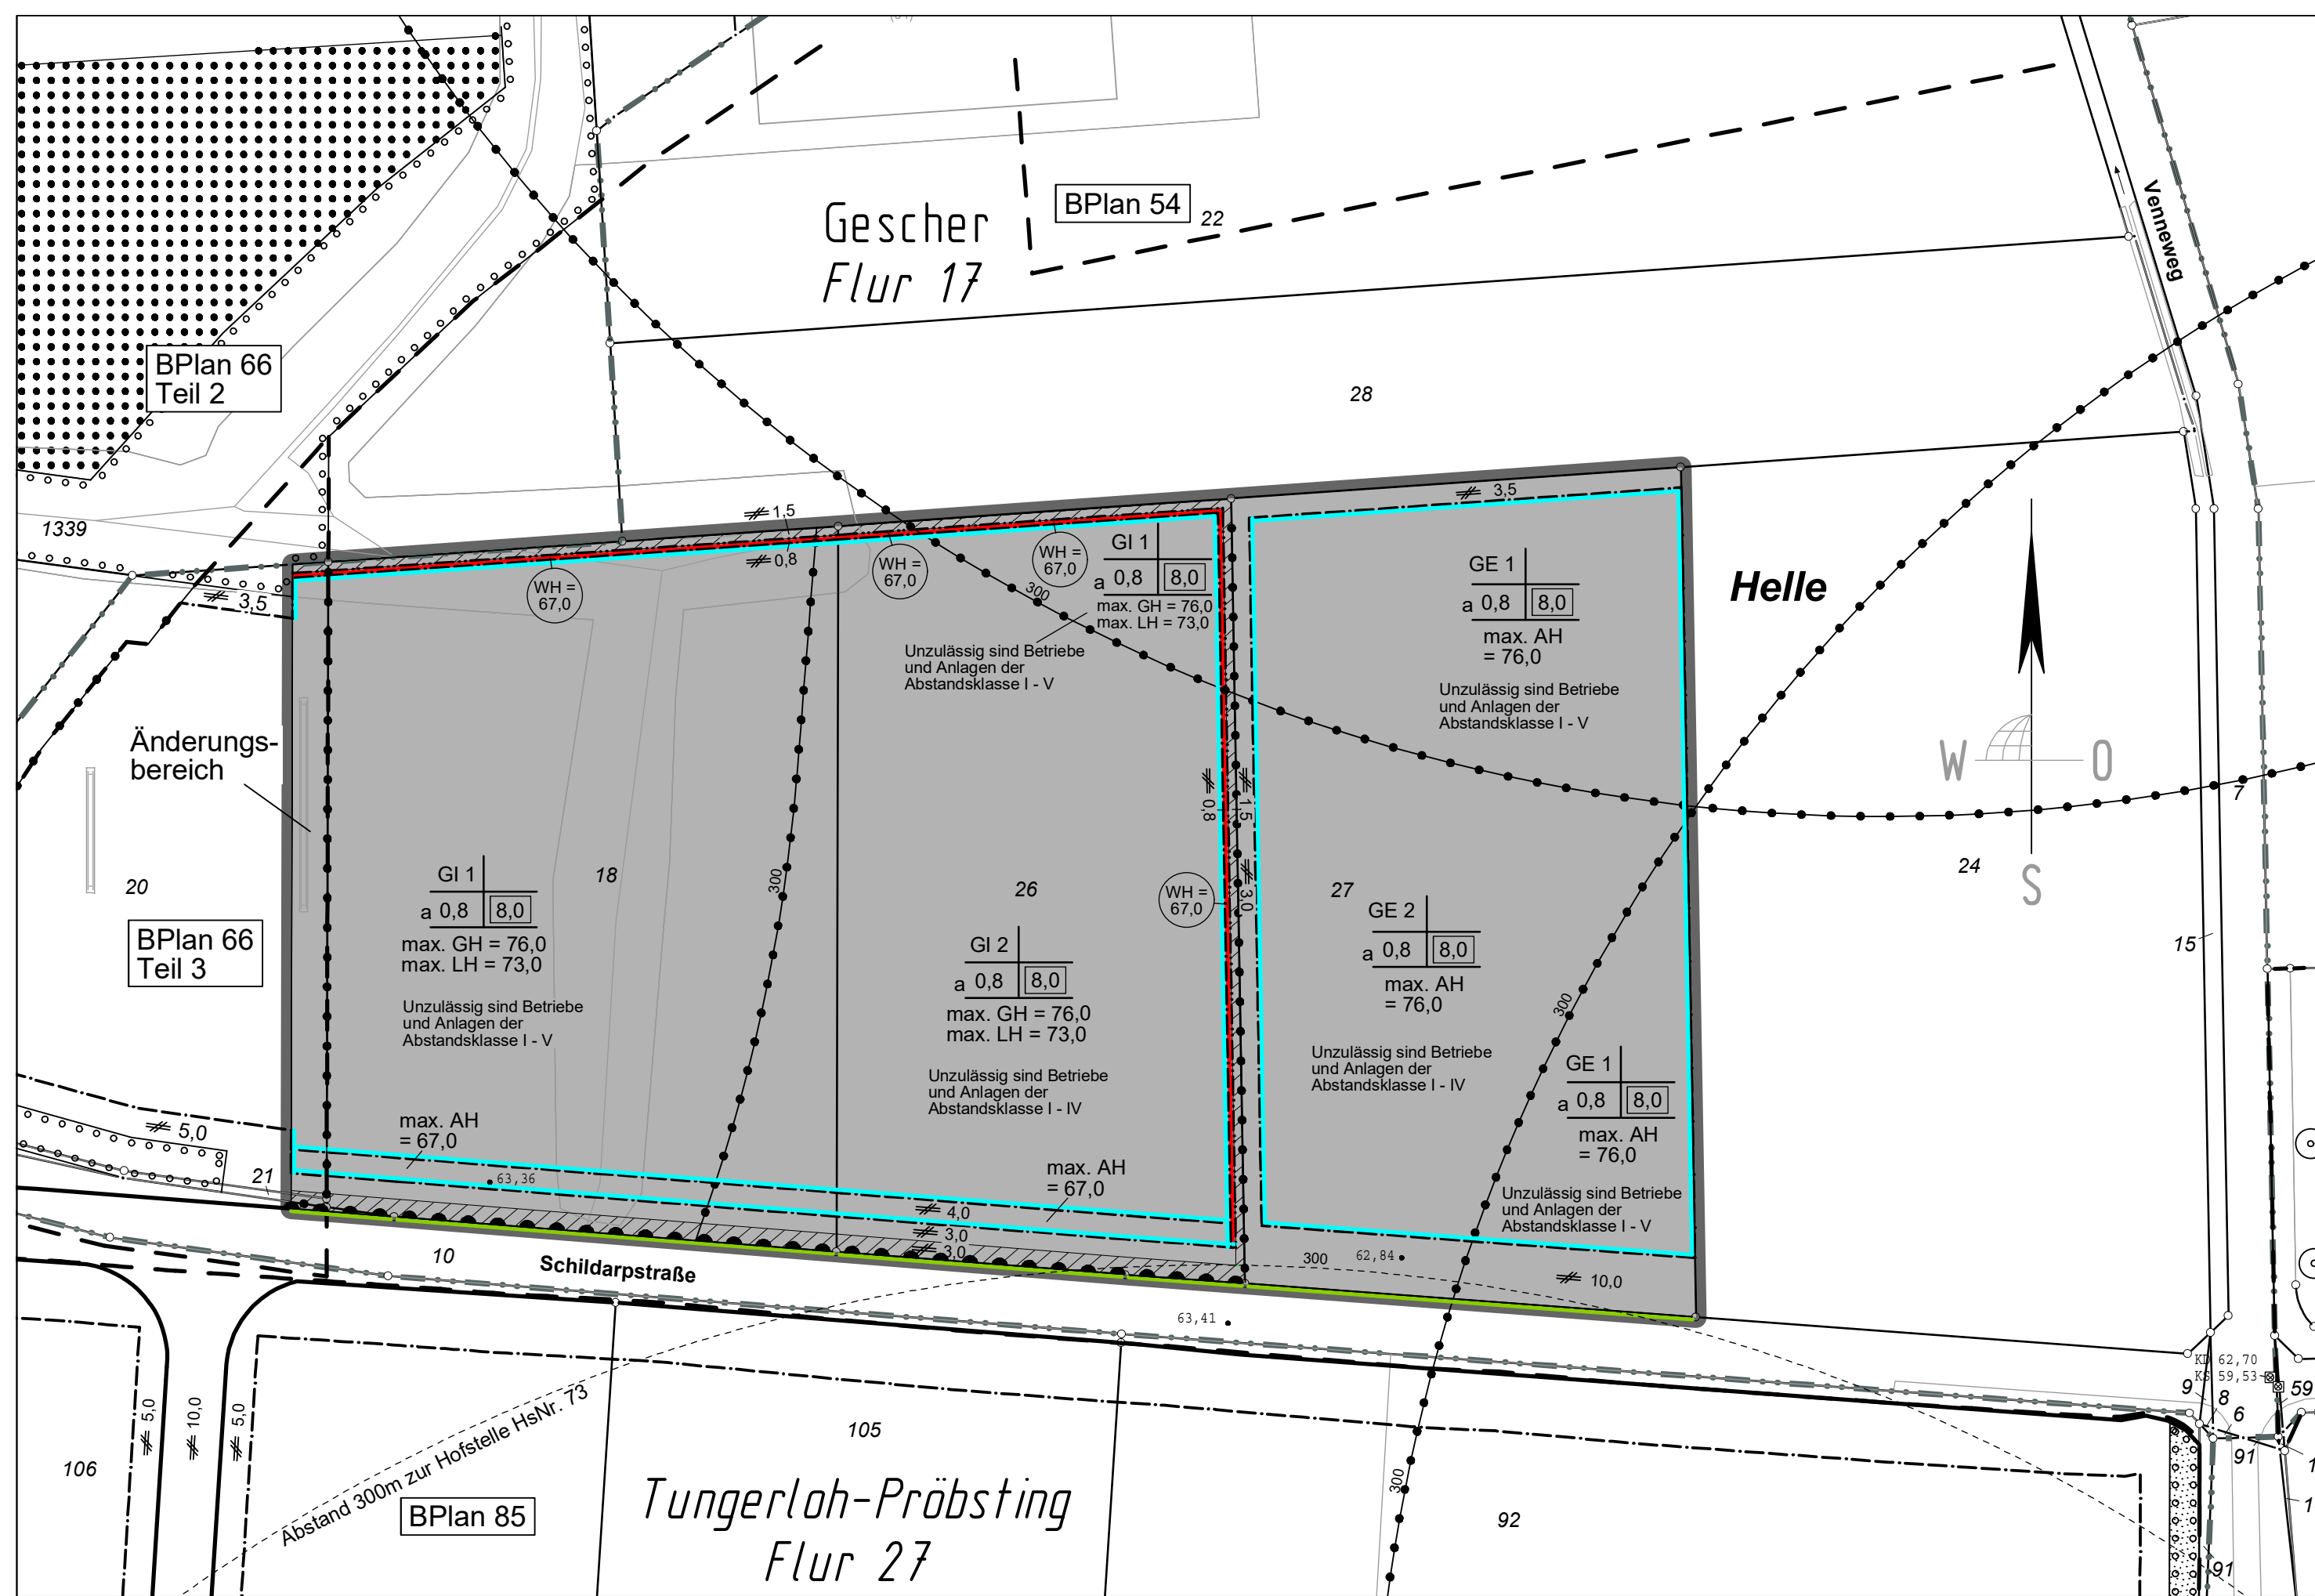 Gescher
Flur 17
BPlan 54
22
Venneweg
BPlan 66
Teil 2
28
1339
3,5
1,5
0,8
3,5
WH =
67,0
WH =
67,0
WH =
67,0
GI 1
a 0,8 8,0
max. GH = 76,0
max. LH = 73,0
300
Unzulässig sind Betriebe
und Anlagen der
Abstandsklasse I - V
GE 1
a 0,8 8,0
max. AH
= 76,0
Unzulässig sind Betriebe
und Anlagen der
Abstandsklasse I - V
Helle
W O
S
Änderungs-
bereich
0,8
1,5
3,0
7
20
18
26
27
24
300
WH =
67,0
BPlan 66
Teil 3
GI 1
a 0,8 8,0
max. GH = 76,0
max. LH = 73,0
Unzulässig sind Betriebe
und Anlagen der
Abstandsklasse I - V
GI 2
a 0,8 8,0
max. GH = 76,0
max. LH = 73,0
Unzulässig sind Betriebe
und Anlagen der
Abstandsklasse I - IV
GE 2
a 0,8 8,0
max. AH
= 76,0
Unzulässig sind Betriebe
und Anlagen der
Abstandsklasse I - IV
15
300
GE 1
a 0,8 8,0
max. AH
= 76,0
Unzulässig sind Betriebe
und Anlagen der
Abstandsklasse I - V
5,0
21
max. AH
= 67,0
63,36
max. AH
= 67,0
4,0
3,0
3,0
10
Schildarpstraße
300
62,84
10,0
63,41
KD 62,70
KS 59,53
9
8
6
59
91
5,0
10,0
5,0
Abstand 300m zur Hofstelle HsNr. 73
106
105
BPlan 85
Tungerloh-Pröbsting
Flur 27
300
92
91